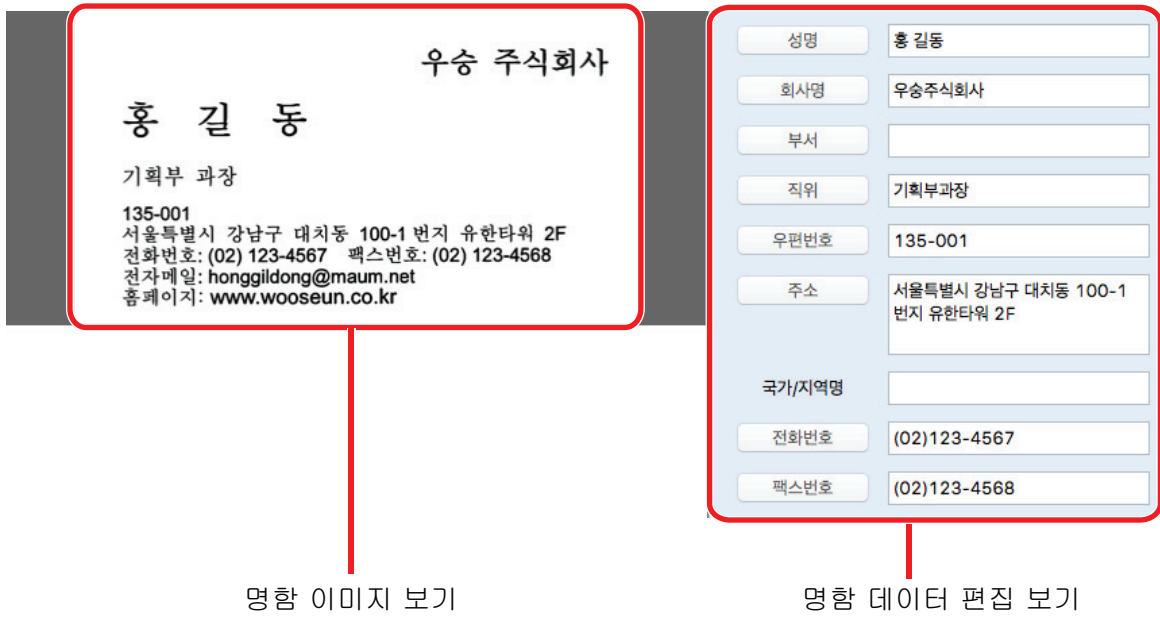 우승 주식회사
홍 길 동
기획부 과장
135-001
서울특별시 강남구 대치동 100-1 번지 유한타워 2F
전화번호: (02) 123-4567 팩스번호: (02) 123-4568
전자메일: honggildong@maum.net
홈페이지: www.wooseun.co.kr
명함 이미지 보기
성명 홍 길동
회사명 우숭주식회사
부서
직위 기획부과장
우편번호 135-001
주소 서울특별시 강남구 대치동 100-1
번지 유한타워 2F
국가/지역명
전화번호 (02)123-4567
팩스번호 (02)123-4568
명함 데이터 편집 보기